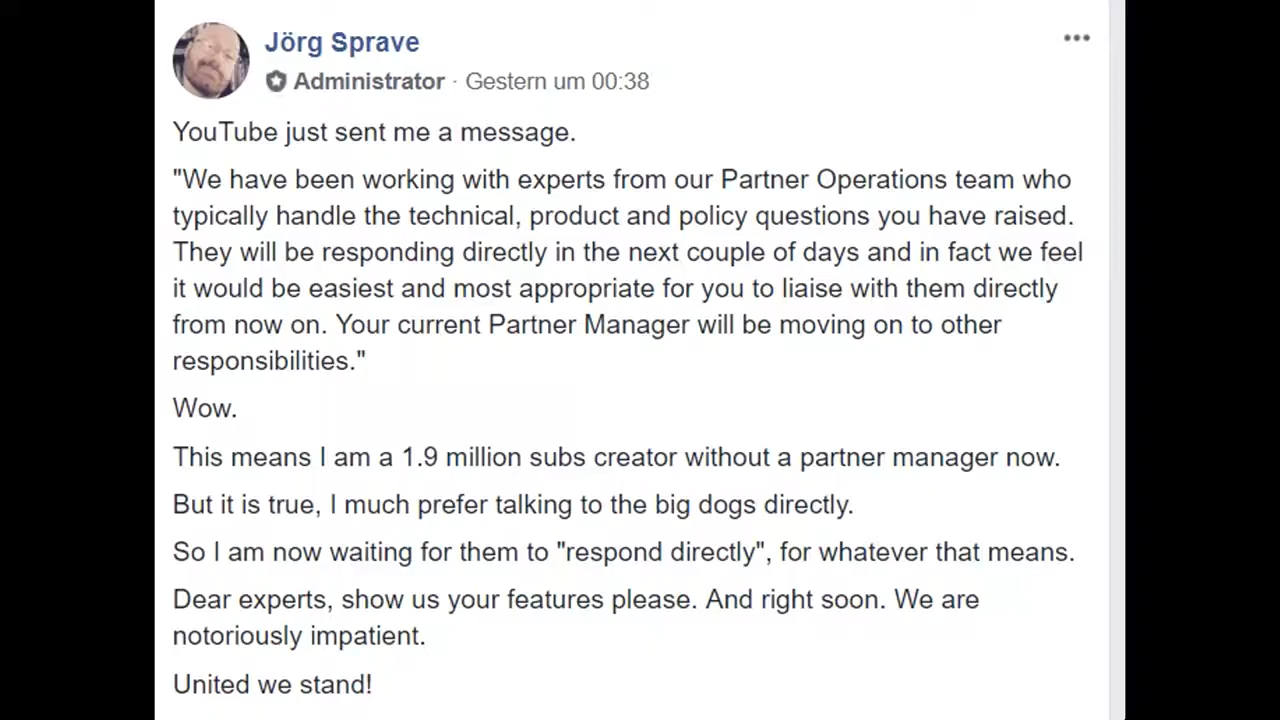 Jörg Sprave
Administrator · Gestern um 00:38
YouTube just sent me a message.
"We have been working with experts from our Partner Operations team who
typically handle the technical, product and policy questions you have raised.
They will be responding directly in the next couple of days and in fact we feel
it would be easiest and most appropriate for you to liaise with them directly
from now on. Your current Partner Manager will be moving on to other
responsibilities."
Wow.
This means I am a 1.9 million subs creator without a partner manager now.
But it is true, I much prefer talking to the big dogs directly.
So I am now waiting for them to "respond directly", for whatever that means.
Dear experts, show us your features please. And right soon. We are
notoriously impatient.
United we stand!